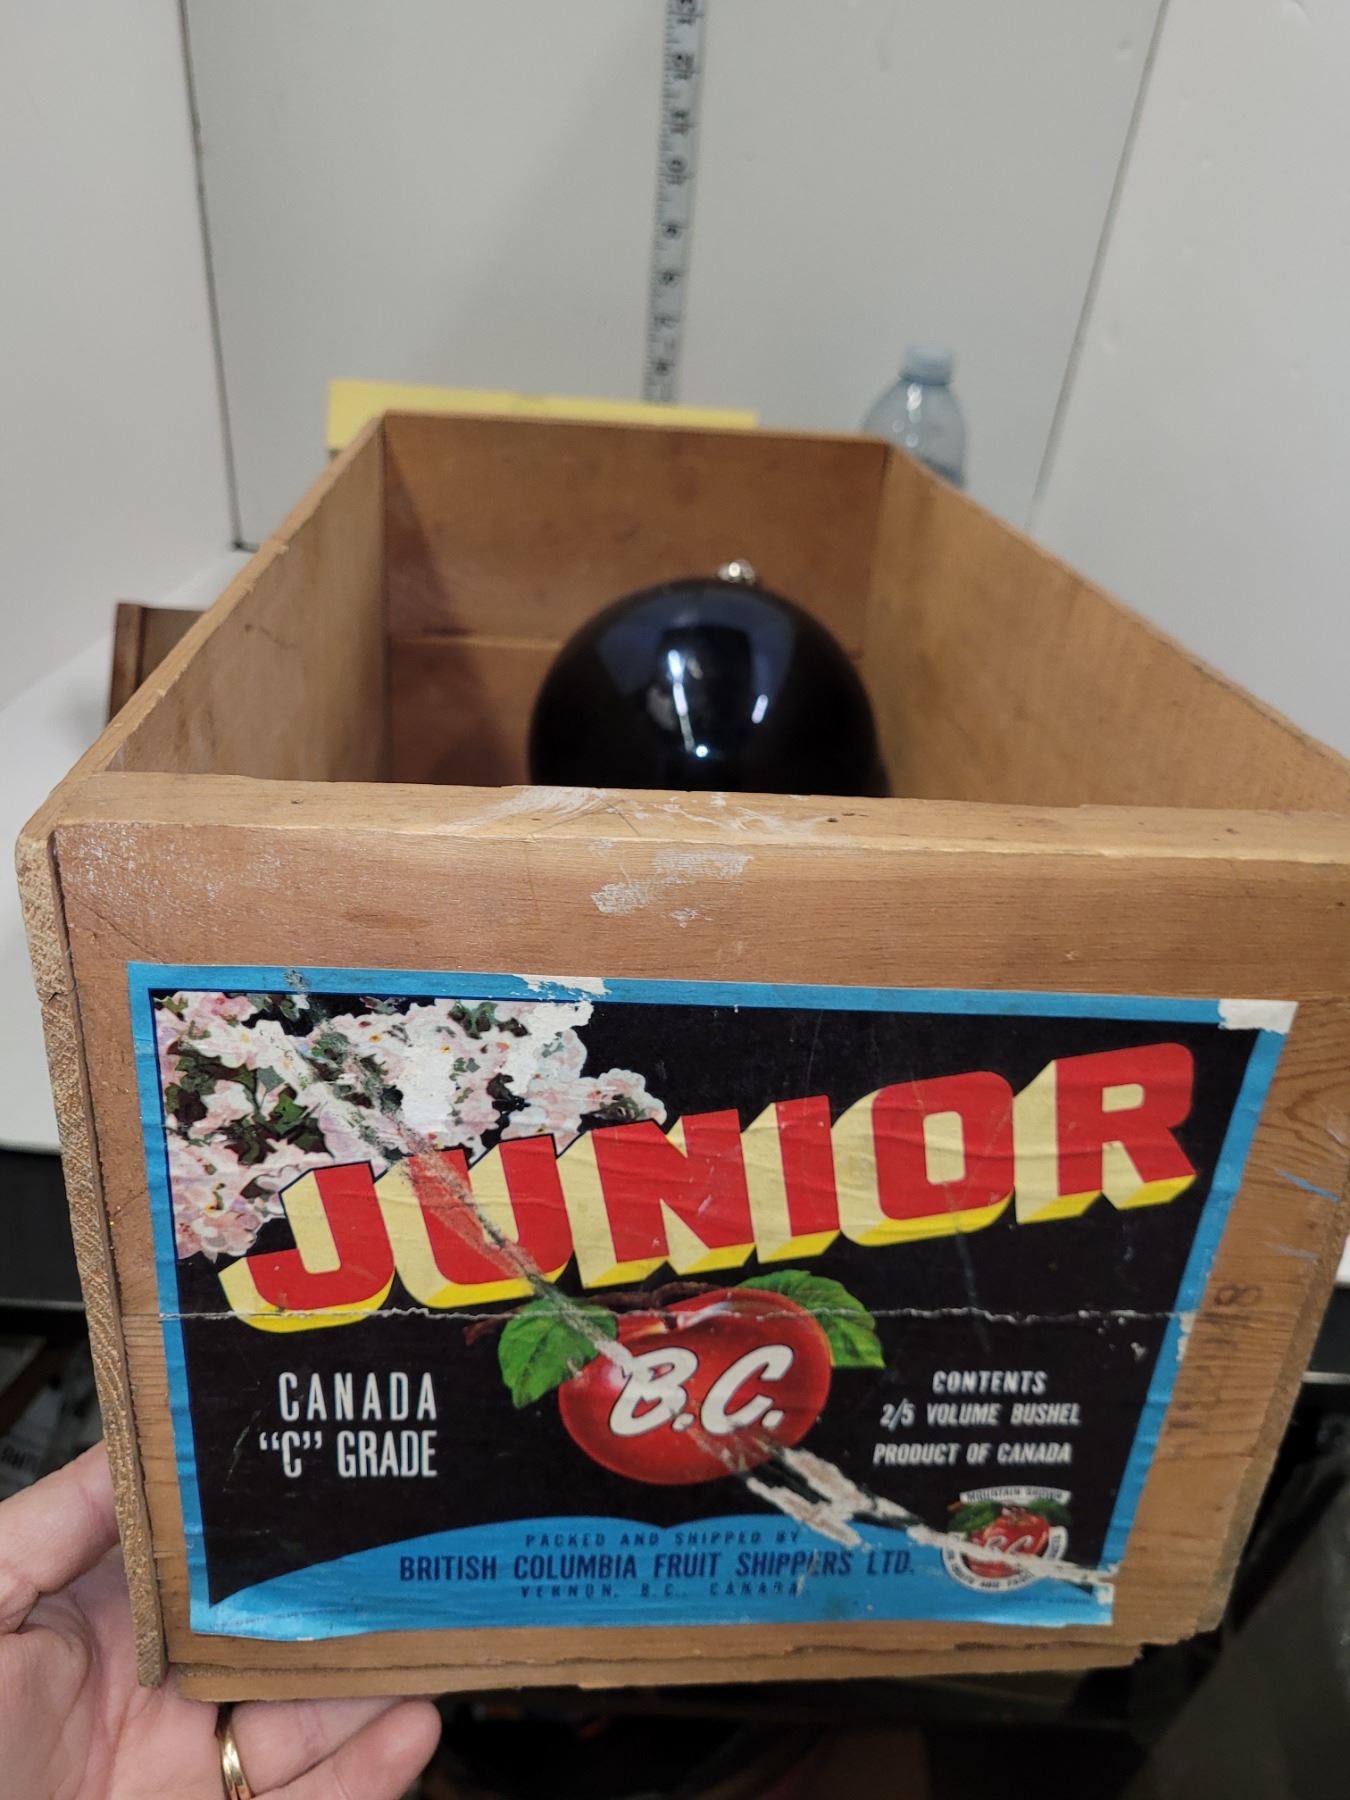 JUNIOR
B.C.
CANADA
“C” GRADE
CONTENTS
2/5 VOLUME BUSHEL
PRODUCT OF CANADA
B.C.
PACKED AND SHIPPED BY
BRITISH COLUMBIA FRUIT SHIPPERS LTD.
VERNON, B.C., CANADA